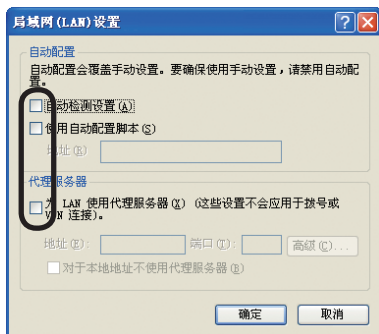 局域网(LAN)设置
自动配置
自动配置会覆盖手动设置。要确保使用手动设置，请禁用自动配
置。
自动检测设置(A)
使用自动配置脚本(S)
地址(R)
代理服务器
为 LAN 使用代理服务器(X) (这些设置不会应用于拨号或
VPN 连接)。
地址(E): 端口(T): 高级(C)...
对于本地地址不使用代理服务器(B)
确定 取消